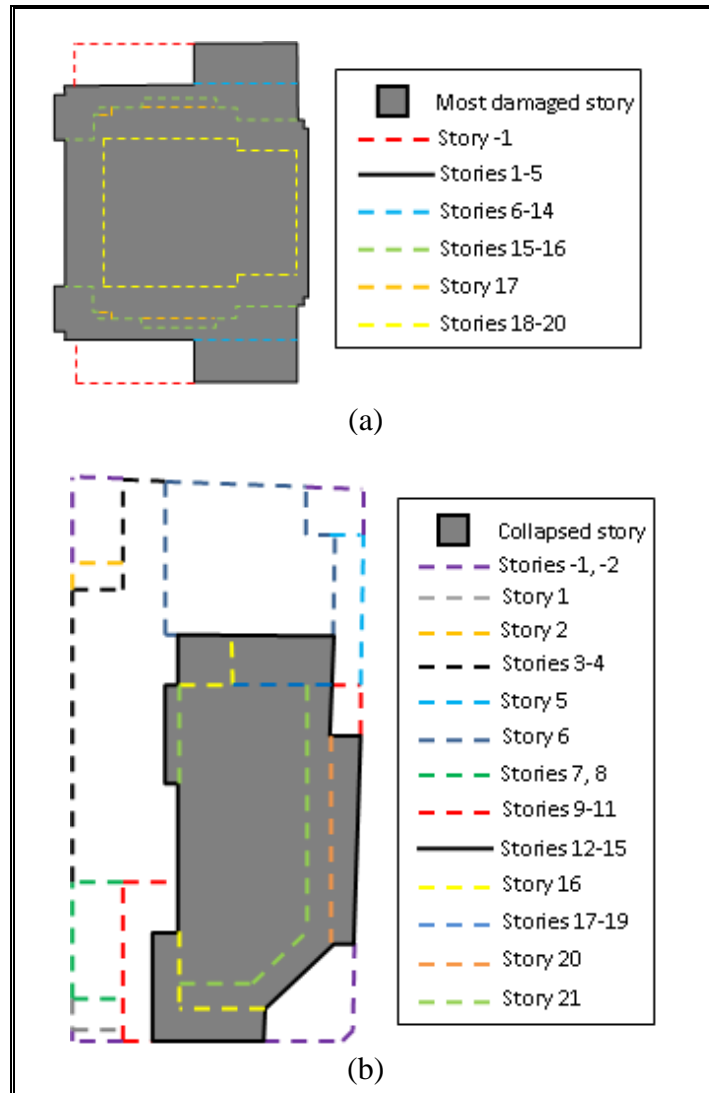 Most damaged story
Story -1
Stories 1-5
Stories 6-14
Stories 15-16
Story 17
Stories 18-20
(a)
Collapsed story
Stories -1, -2
Story 1
Story 2
Stories 3-4
Story 5
Story 6
Stories 7, 8
Stories 9-11
Stories 12-15
Story 16
Stories 17-19
Story 20
Story 21
(b)